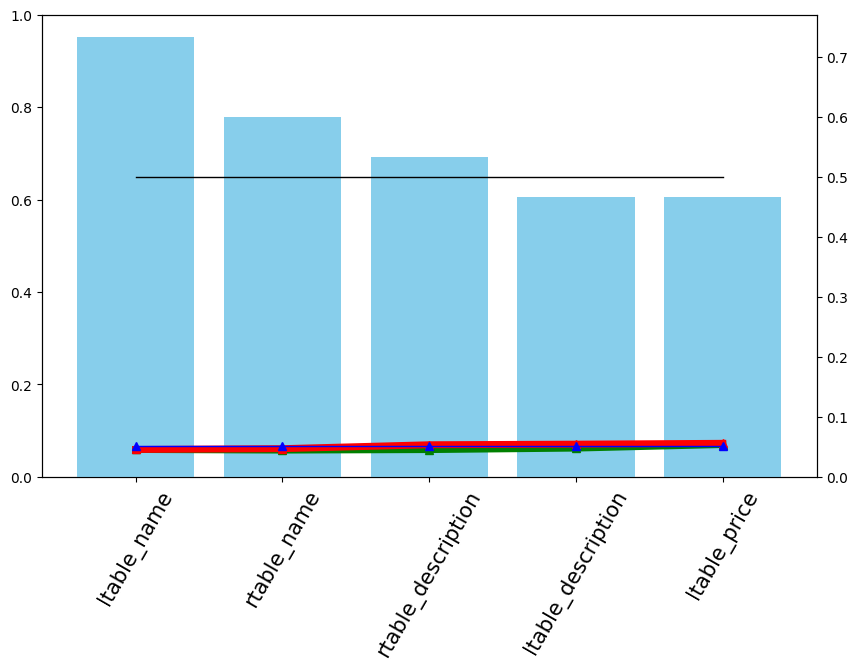 1.0
0.8
0.6
0.4
0.2
0.0
0.7
0.6
0.5
0.4
0.3
0.2
0.1
0.0
ltable_name
rtable_name
rtable_description
ltable_description
ltable_price